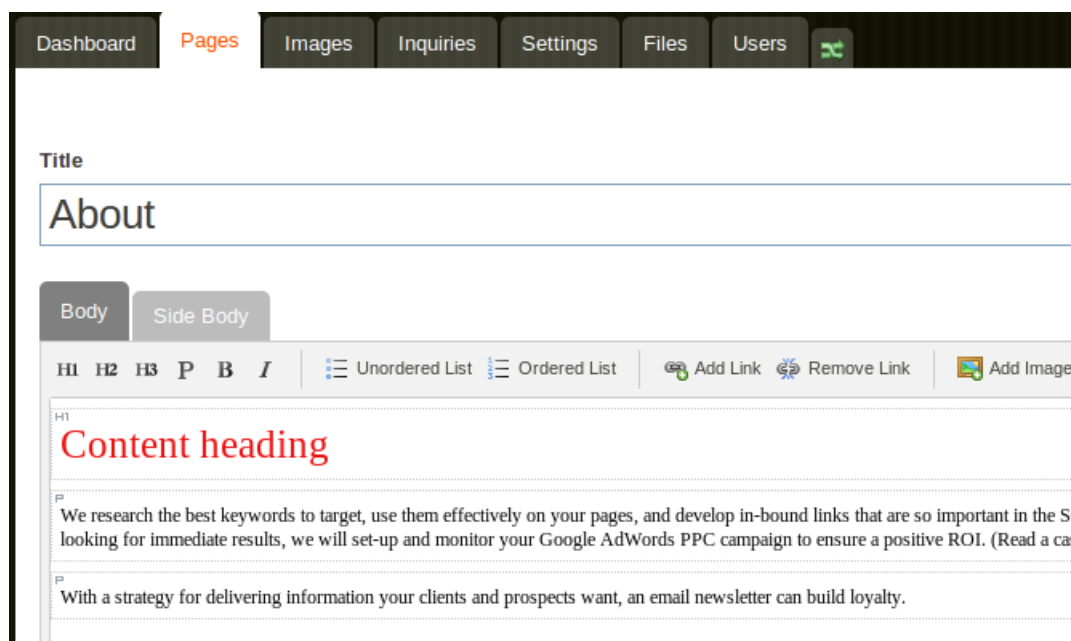 Dashboard Pages Images Inquiries Settings Files Users
Title
About
Body Side Body
H1 H2 H3 P B I Unordered List Ordered List Add Link Remove Link Add Image
H1
Content heading
P
We research the best keywords to target, use them effectively on your pages, and develop in-bound links that are so important in the S
looking for immediate results, we will set-up and monitor your Google AdWords PPC campaign to ensure a positive ROI. (Read a ca
P
With a strategy for delivering information your clients and prospects want, an email newsletter can build loyalty.